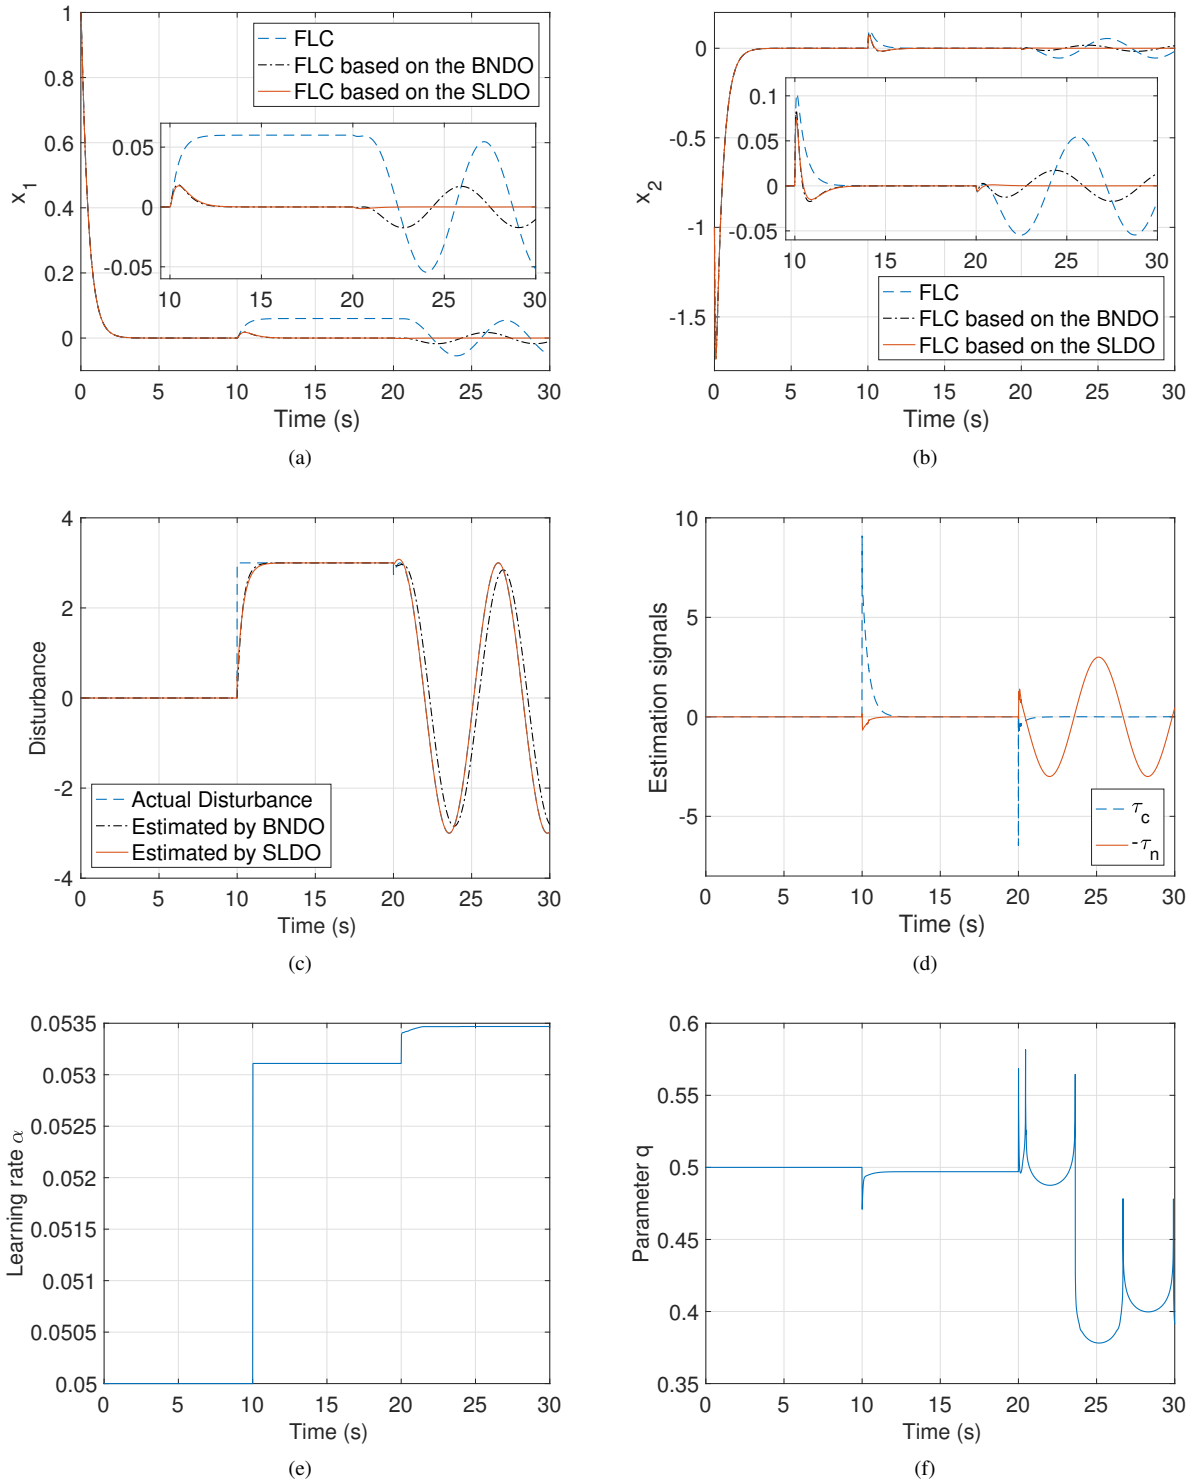 1
0.8
0.6
0.4
0.2
0
x1
FLC
FLC based on the BNDO
FLC based on the SLDO
0.05
0
-0.05
10 15 20 25 30
0 5 10 15 20 25 30
Time (s)
(a)
0
-0.5
-1
-1.5
x2
0.1
0.05
0
-0.05
10 15 20 25 30
FLC
FLC based on the BNDO
FLC based on the SLDO
0 5 10 15 20 25 30
Time (s)
(b)
4
2
0
-2
-4
Disturbance
Actual Disturbance
Estimated by BNDO
Estimated by SLDO
0 5 10 15 20 25 30
Time (s)
(c)
10
5
0
-5
Estimation signals
τc
-τn
0 5 10 15 20 25 30
Time (s)
(d)
0.0535
0.053
0.0525
0.052
0.0515
0.051
0.0505
0.05
Learning rate α
0 5 10 15 20 25 30
Time (s)
(e)
0.6
0.55
0.5
0.45
0.4
0.35
Parameter q
0 5 10 15 20 25 30
Time (s)
(f)